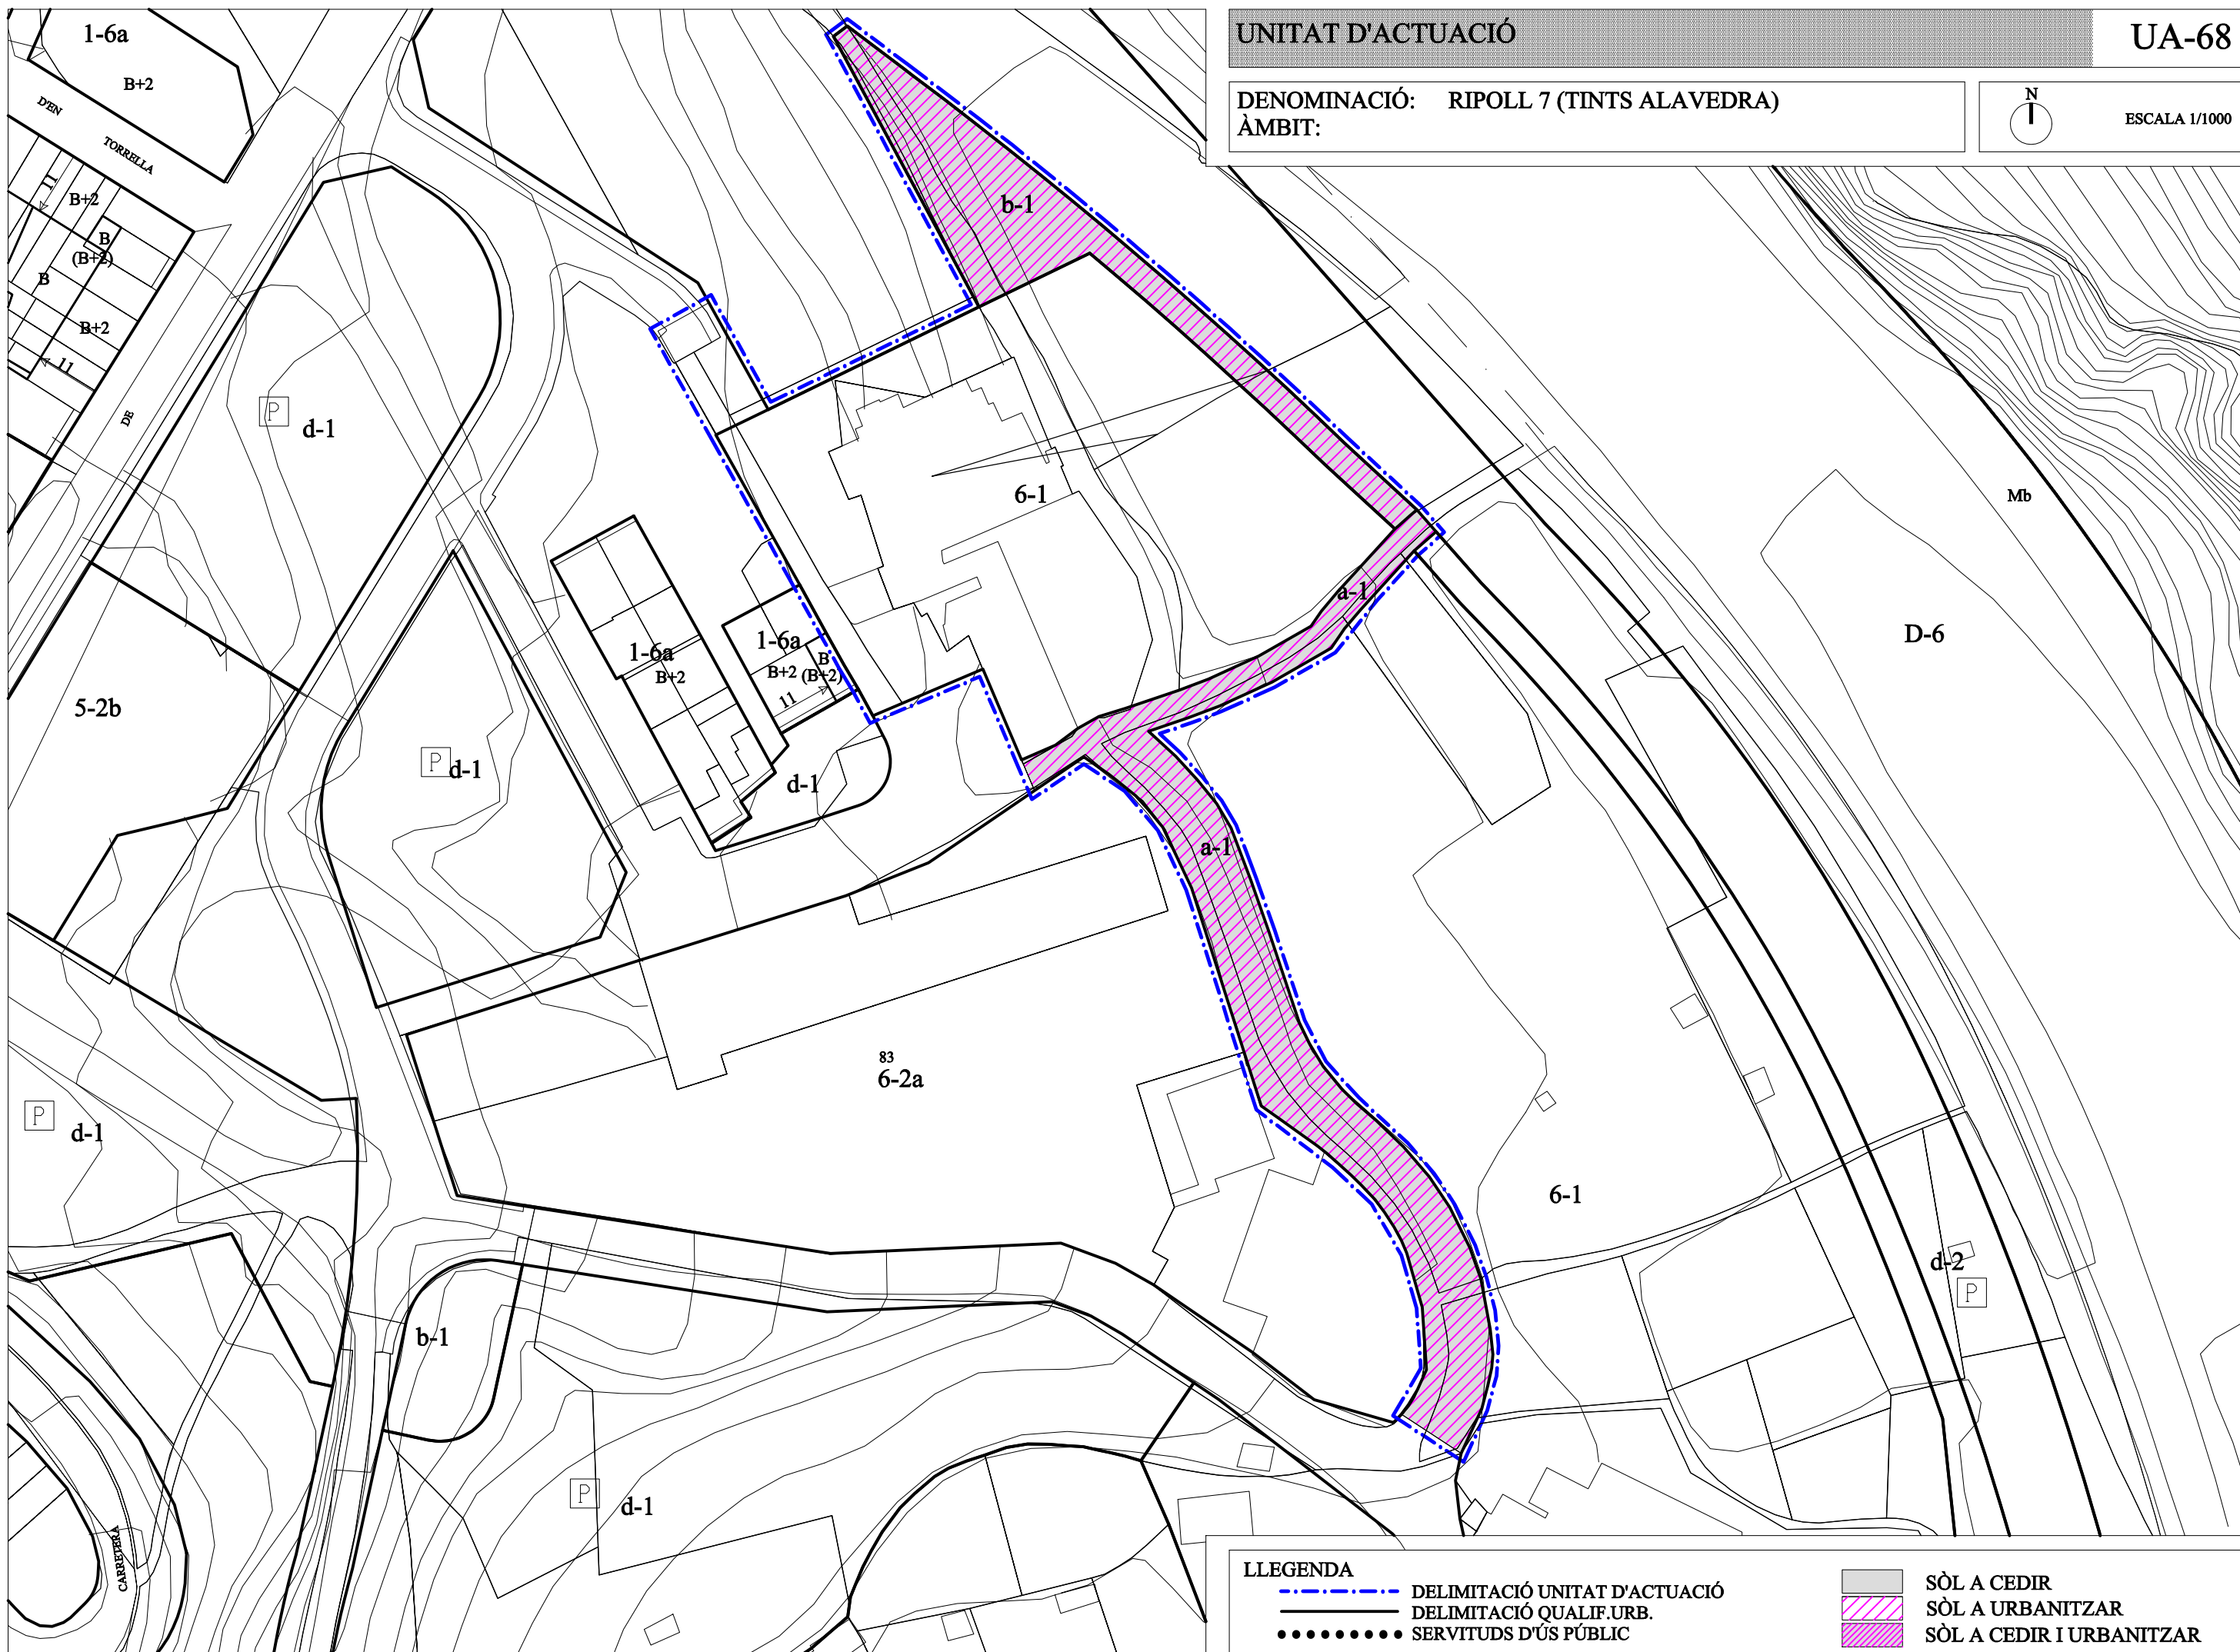 UNITAT D'ACTUACIÓ
UA-68
DENOMINACIÓ: RIPOLL 7 (TINTS ALAVEDRA)
ÀMBIT:
N
ESCALA 1/1000
1-6a
B+2
D'EN
TORRELLA
11
B+2
B
(B+2)
B
B+2
11
DE
P
d-1
b-1
6-1
Mb
D-6
a-1
1-6a
B+2
1-6a
B+2
B
(B+2)
11
5-2b
P
d-1
d-1
a-1
83
6-2a
P
d-1
6-1
d-2
P
b-1
P
d-1
CARRETERA
LLEGENDA
DELIMITACIÓ UNITAT D'ACTUACIÓ
DELIMITACIÓ QUALIF.URB.
SERVITUDS D'ÚS PÚBLIC
SÒL A CEDIR
SÒL A URBANITZAR
SÒL A CEDIR I URBANITZAR